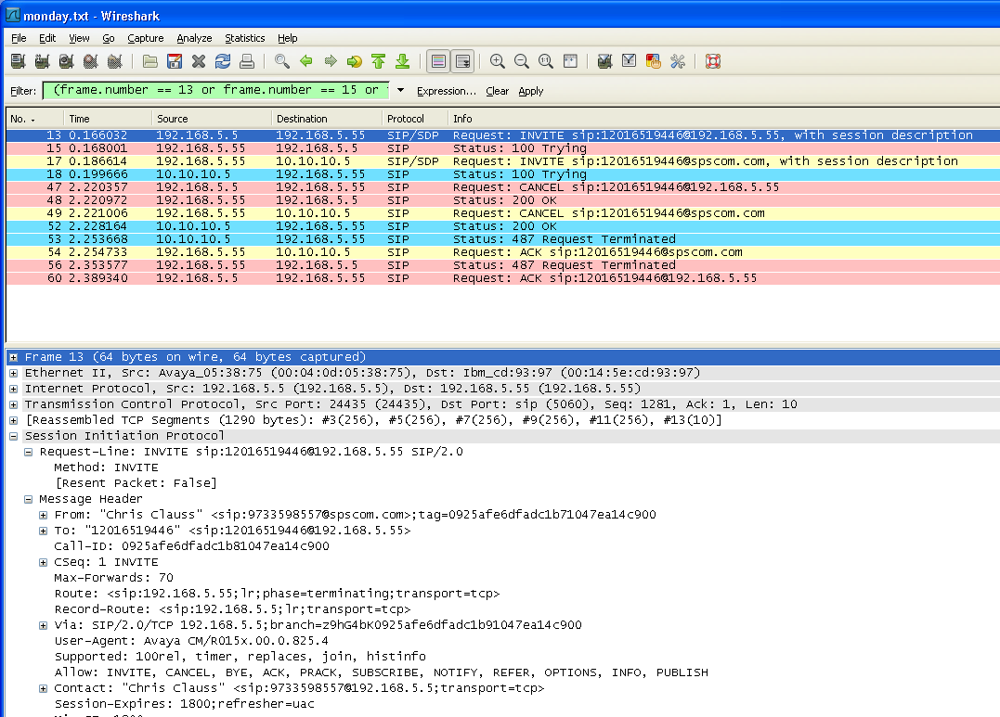 monday.txt - Wireshark
File Edit View Go Capture Analyze Statistics Help
Filter: (frame.number == 13 or frame.number == 15 or Expression... Clear Apply
No. Time Source Destination Protocol Info
13 0.166032 192.168.5.5 192.168.5.55 SIP/SDP Request: INVITE sip:12016519446@192.168.5.55, with session description
15 0.168001 192.168.5.55 192.168.5.5 SIP Status: 100 Trying
17 0.186614 192.168.5.55 10.10.10.5 SIP/SDP Request: INVITE sip:12016519446@spscom.com, with session description
18 0.199666 10.10.10.5 192.168.5.55 SIP Status: 100 Trying
47 2.220357 192.168.5.5 192.168.5.55 SIP Request: CANCEL sip:12016519446@192.168.5.55
48 2.220972 192.168.5.55 192.168.5.5 SIP Status: 200 OK
49 2.221006 192.168.5.55 10.10.10.5 SIP Request: CANCEL sip:12016519446@spscom.com
52 2.228164 10.10.10.5 192.168.5.55 SIP Status: 200 OK
53 2.253668 10.10.10.5 192.168.5.55 SIP Status: 487 Request Terminated
54 2.254733 192.168.5.55 10.10.10.5 SIP Request: ACK sip:12016519446@spscom.com
56 2.353577 192.168.5.55 192.168.5.5 SIP Status: 487 Request Terminated
60 2.389340 192.168.5.5 192.168.5.55 SIP Request: ACK sip:12016519446@192.168.5.55
Frame 13 (64 bytes on wire, 64 bytes captured)
Ethernet II, Src: Avaya_05:38:75 (00:04:0d:05:38:75), Dst: Ibm_cd:93:97 (00:14:5e:cd:93:97)
Internet Protocol, Src: 192.168.5.5 (192.168.5.5), Dst: 192.168.5.55 (192.168.5.55)
Transmission Control Protocol, Src Port: 24435 (24435), Dst Port: sip (5060), Seq: 1281, Ack: 1, Len: 10
[Reassembled TCP Segments (1290 bytes): #3(256), #5(256), #7(256), #9(256), #11(256), #13(10)]
Session Initiation Protocol
Request-Line: INVITE sip:12016519446@192.168.5.55 SIP/2.0
Method: INVITE
[Resent Packet: False]
Message Header
From: "Chris Clauss" <sip:9733598557@spscom.com>;tag=0925afe6dfadc1b71047ea14c900
To: "12016519446" <sip:12016519446@192.168.5.55>
Call-ID: 0925afe6dfadc1b81047ea14c900
CSeq: 1 INVITE
Max-Forwards: 70
Route: <sip:192.168.5.55;lr;phase=terminating;transport=tcp>
Record-Route: <sip:192.168.5.5;lr;transport=tcp>
Via: SIP/2.0/TCP 192.168.5.5;branch=z9hG4bK0925afe6dfadc1b91047ea14c900
User-Agent: Avaya CM/R015x.00.0.825.4
Supported: 100rel, timer, replaces, join, histinfo
Allow: INVITE, CANCEL, BYE, ACK, PRACK, SUBSCRIBE, NOTIFY, REFER, OPTIONS, INFO, PUBLISH
Contact: "Chris Clauss" <sip:9733598557@192.168.5.5;transport=tcp>
Session-Expires: 1800;refresher=uac